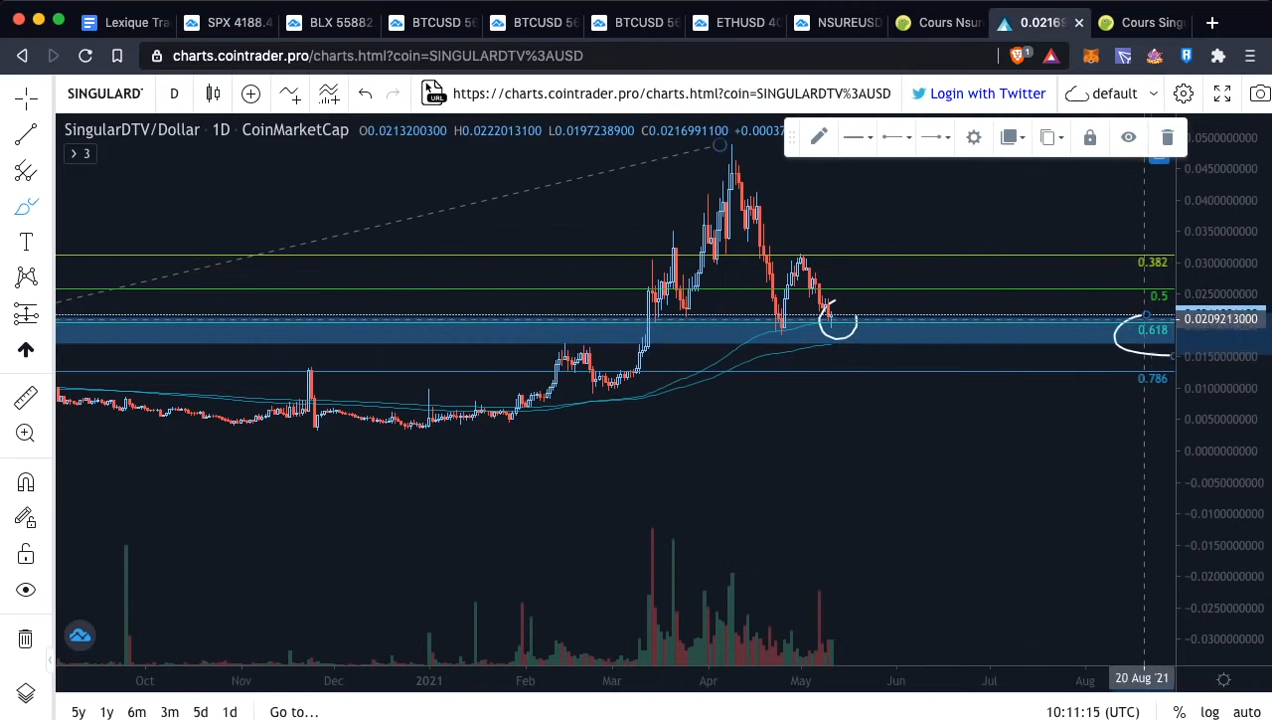 Lexique Tra
SPX 4188.4
BLX 55882
BTCUSD 56
BTCUSD 56
BTCUSD 56
ETHUSD 40
NSUREUSD
Cours Nsur
0.02169
Cours Singu
charts.cointrader.pro/charts.html?coin=SINGULARDTV%3AUSD
1
SINGULARDT
D
URL
https://charts.cointrader.pro/charts.html?coin=SINGULARDTV%3AUSD
Login with Twitter
default
SingularDTV/Dollar · 1D · CoinMarketCap O0.0213200300 H0.0222013100 L0.0197238900 C0.0216991100 +0.00037
3
0.0500000000
0.0450000000
0.0400000000
0.0350000000
0.382
0.0300000000
0.5
0.0250000000
0.0209213000
0.618
0.0150000000
0.786
0.0100000000
0.0050000000
0.0000000000
-0.0050000000
-0.0100000000
-0.0150000000
-0.0200000000
-0.0250000000
-0.0300000000
Oct
Nov
Dec
2021
Feb
Mar
Apr
May
Jun
Jul
Aug
20 Aug '21
5y
1y
6m
3m
5d
1d
Go to...
10:11:15 (UTC)
%
log
auto